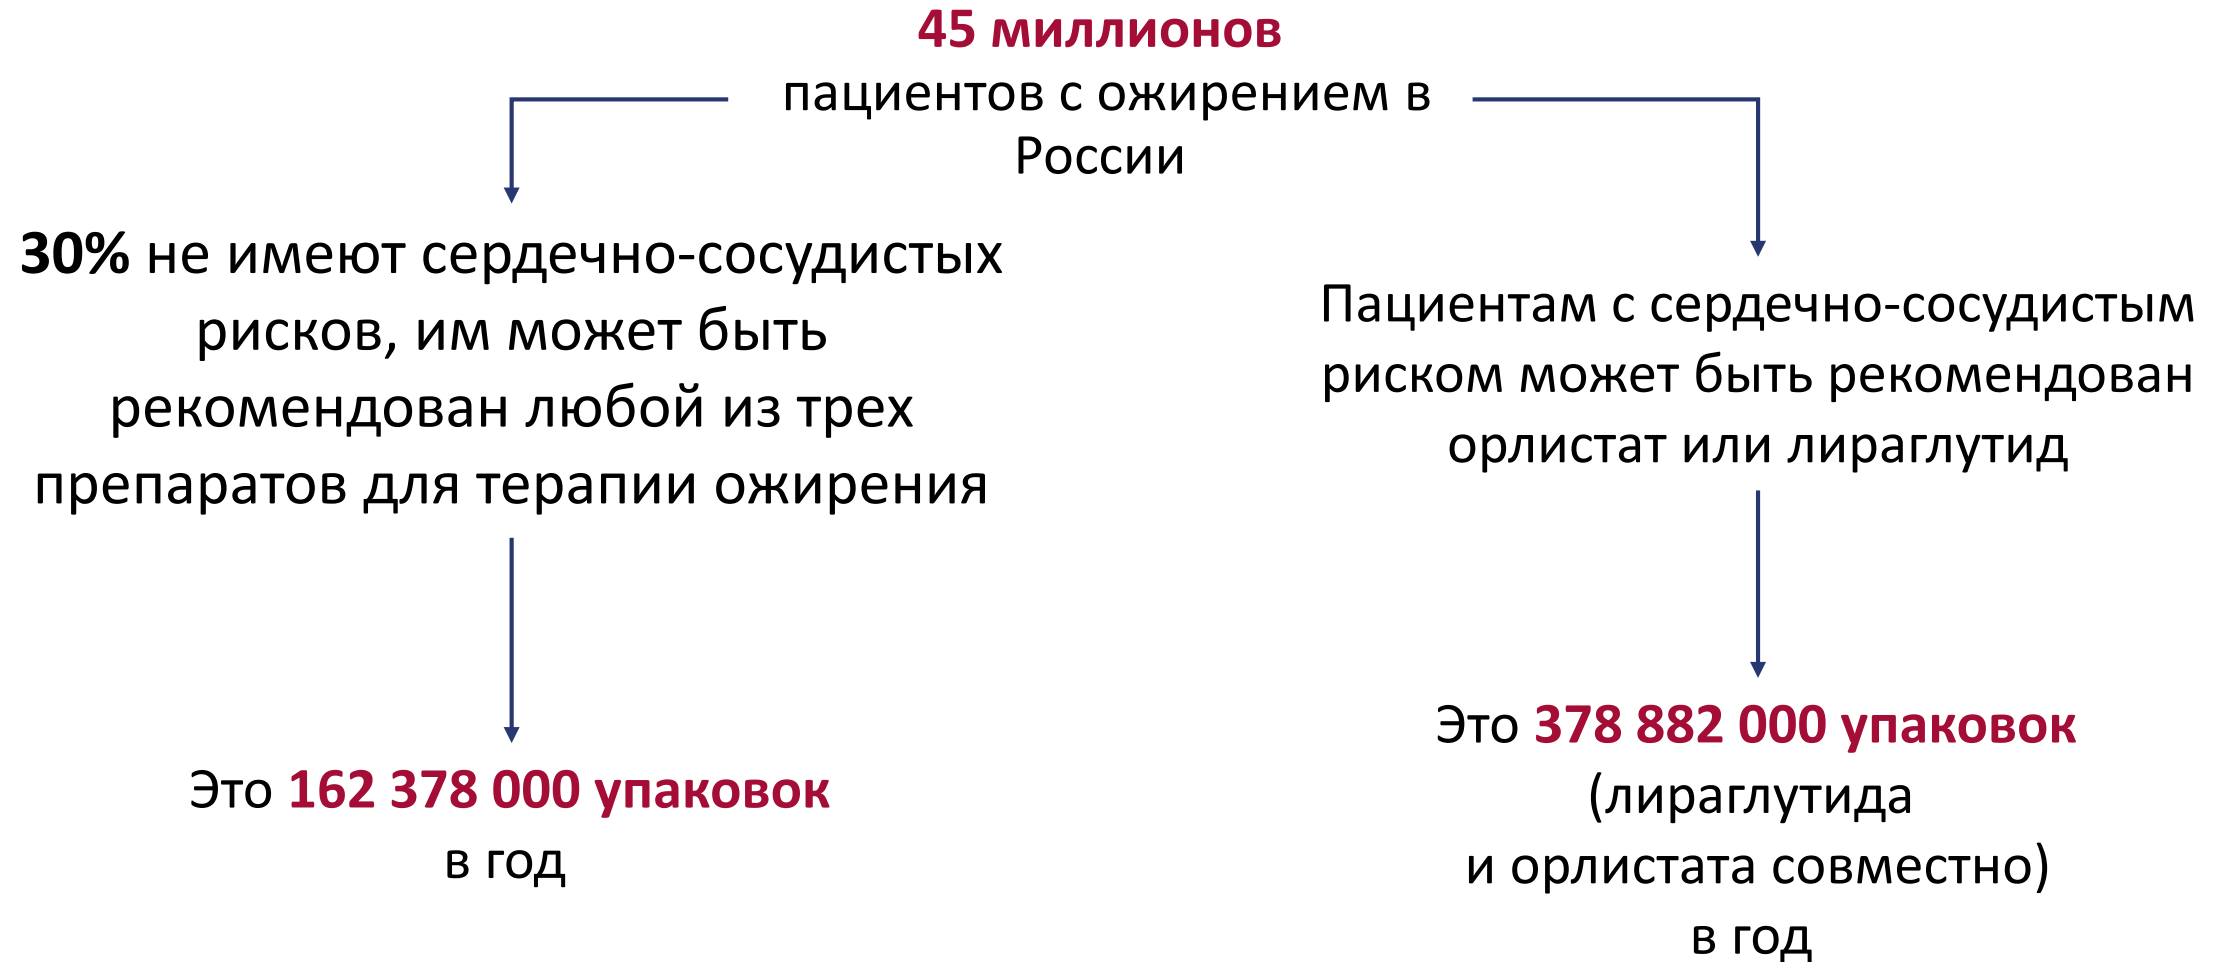 45 миллионов
пациентов с ожирением в
России
30% не имеют сердечно-сосудистых
рисков, им может быть
рекомендован любой из трех
препаратов для терапии ожирения
Это 162 378 000 упаковок
в год
Пациентам с сердечно-сосудистым
риском может быть рекомендован
орлистат или лираглутид
Это 378 882 000 упаковок
(лираглутида
и орлистата совместно)
в год